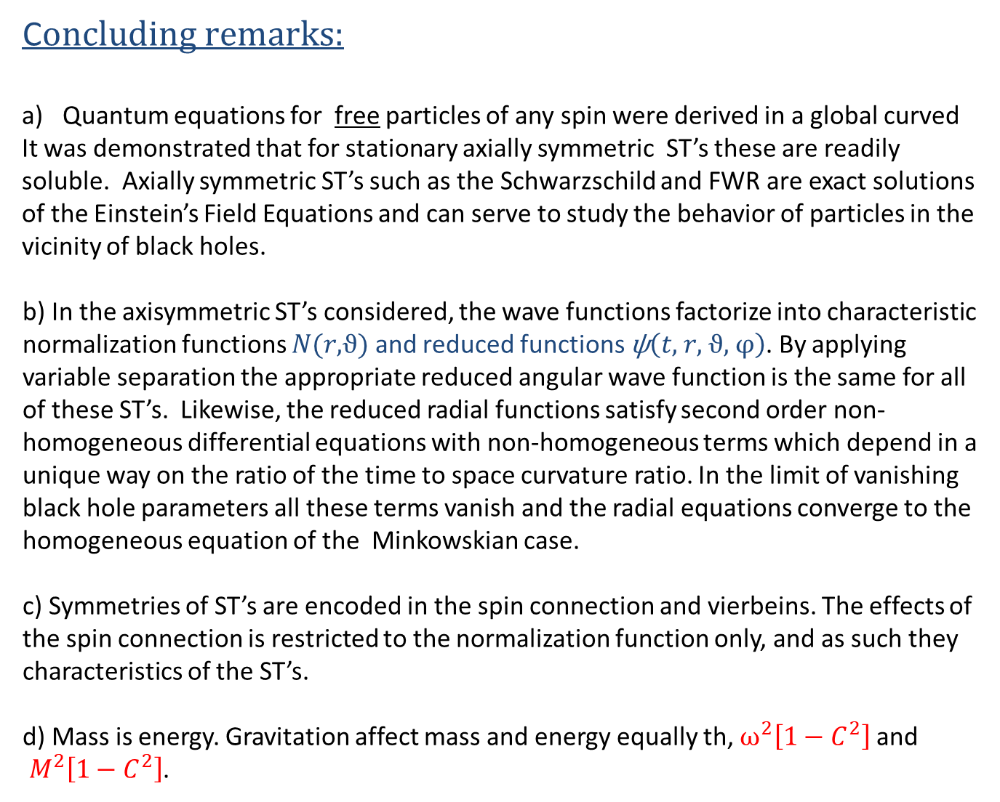 Concluding remarks:
a) Quantum equations for free particles of any spin were derived in a global curved
It was demonstrated that for stationary axially symmetric ST’s these are readily
soluble. Axially symmetric ST’s such as the Schwarzschild and FWR are exact solutions
of the Einstein’s Field Equations and can serve to study the behavior of particles in the
vicinity of black holes.
b) In the axisymmetric ST’s considered, the wave functions factorize into characteristic
normalization functions N(r,ϑ) and reduced functions ψ(t, r, ϑ, φ). By applying
variable separation the appropriate reduced angular wave function is the same for all
of these ST’s. Likewise, the reduced radial functions satisfy second order non-
homogeneous differential equations with non-homogeneous terms which depend in a
unique way on the ratio of the time to space curvature ratio. In the limit of vanishing
black hole parameters all these terms vanish and the radial equations converge to the
homogeneous equation of the Minkowskian case.
c) Symmetries of ST’s are encoded in the spin connection and vierbeins. The effects of
the spin connection is restricted to the normalization function only, and as such they
characteristics of the ST’s.
d) Mass is energy. Gravitation affect mass and energy equally th, ω²[1 − C²] and
M²[1 − C²].